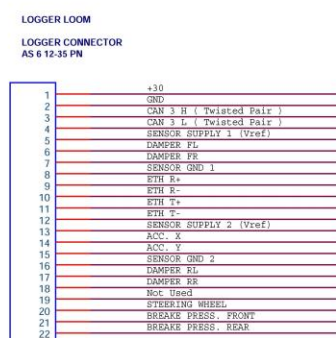 LOGGER LOOM
LOGGER CONNECTOR
AS 6 12-35 PN
1 +30
2 GND
3 CAN 3 H ( Twisted Pair )
4 CAN 3 L ( Twisted Pair )
5 SENSOR SUPPLY 1 (Vref)
6 DAMPER FL
7 DAMPER FR
8 SENSOR GND 1
9 ETH R+
10 ETH R-
11 ETH T+
12 ETH T-
13 SENSOR SUPPLY 2 (Vref)
14 ACC. X
15 ACC. Y
16 SENSOR GND 2
17 DAMPER RL
18 DAMPER RR
19 Not Used
20 STEERING WHEEL
21 BREAKE PRESS. FRONT
22 BREAKE PRESS. REAR